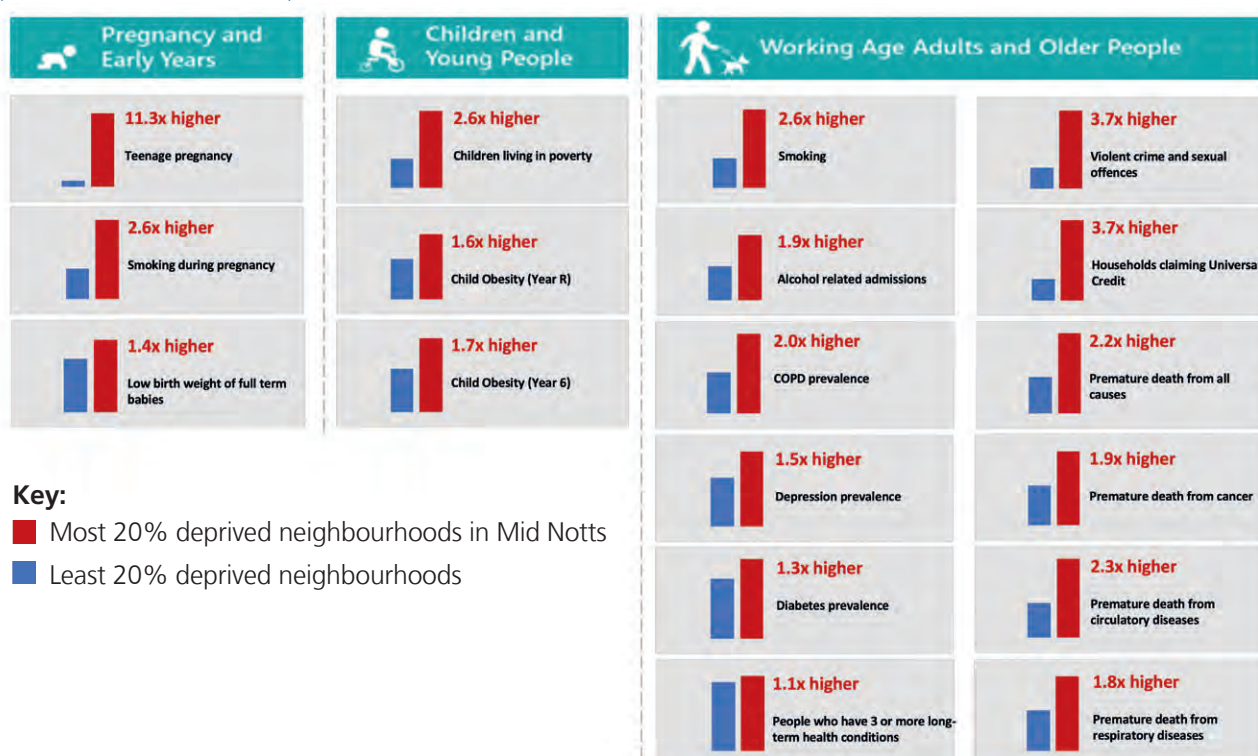 Pregnancy and
Early Years
11.3x higher
Teenage pregnancy
2.6x higher
Smoking during pregnancy
1.4x higher
Low birth weight of full term
babies
Children and
Young People
2.6x higher
Children living in poverty
1.6x higher
Child Obesity (Year R)
1.7x higher
Child Obesity (Year 6)
Working Age Adults and Older People
2.6x higher
Smoking
1.9x higher
Alcohol related admissions
2.0x higher
COPD prevalence
1.5x higher
Depression prevalence
1.3x higher
Diabetes prevalence
1.1x higher
People who have 3 or more long-
term health conditions
3.7x higher
Violent crime and sexual
offences
3.7x higher
Households claiming Universa
Credit
2.2x higher
Premature death from all
causes
1.9x higher
Premature death from cancer
2.3x higher
Premature death from
circulatory diseases
1.8x higher
Premature death from
respiratory diseases
Key:
Most 20% deprived neighbourhoods in Mid Notts
Least 20% deprived neighbourhoods